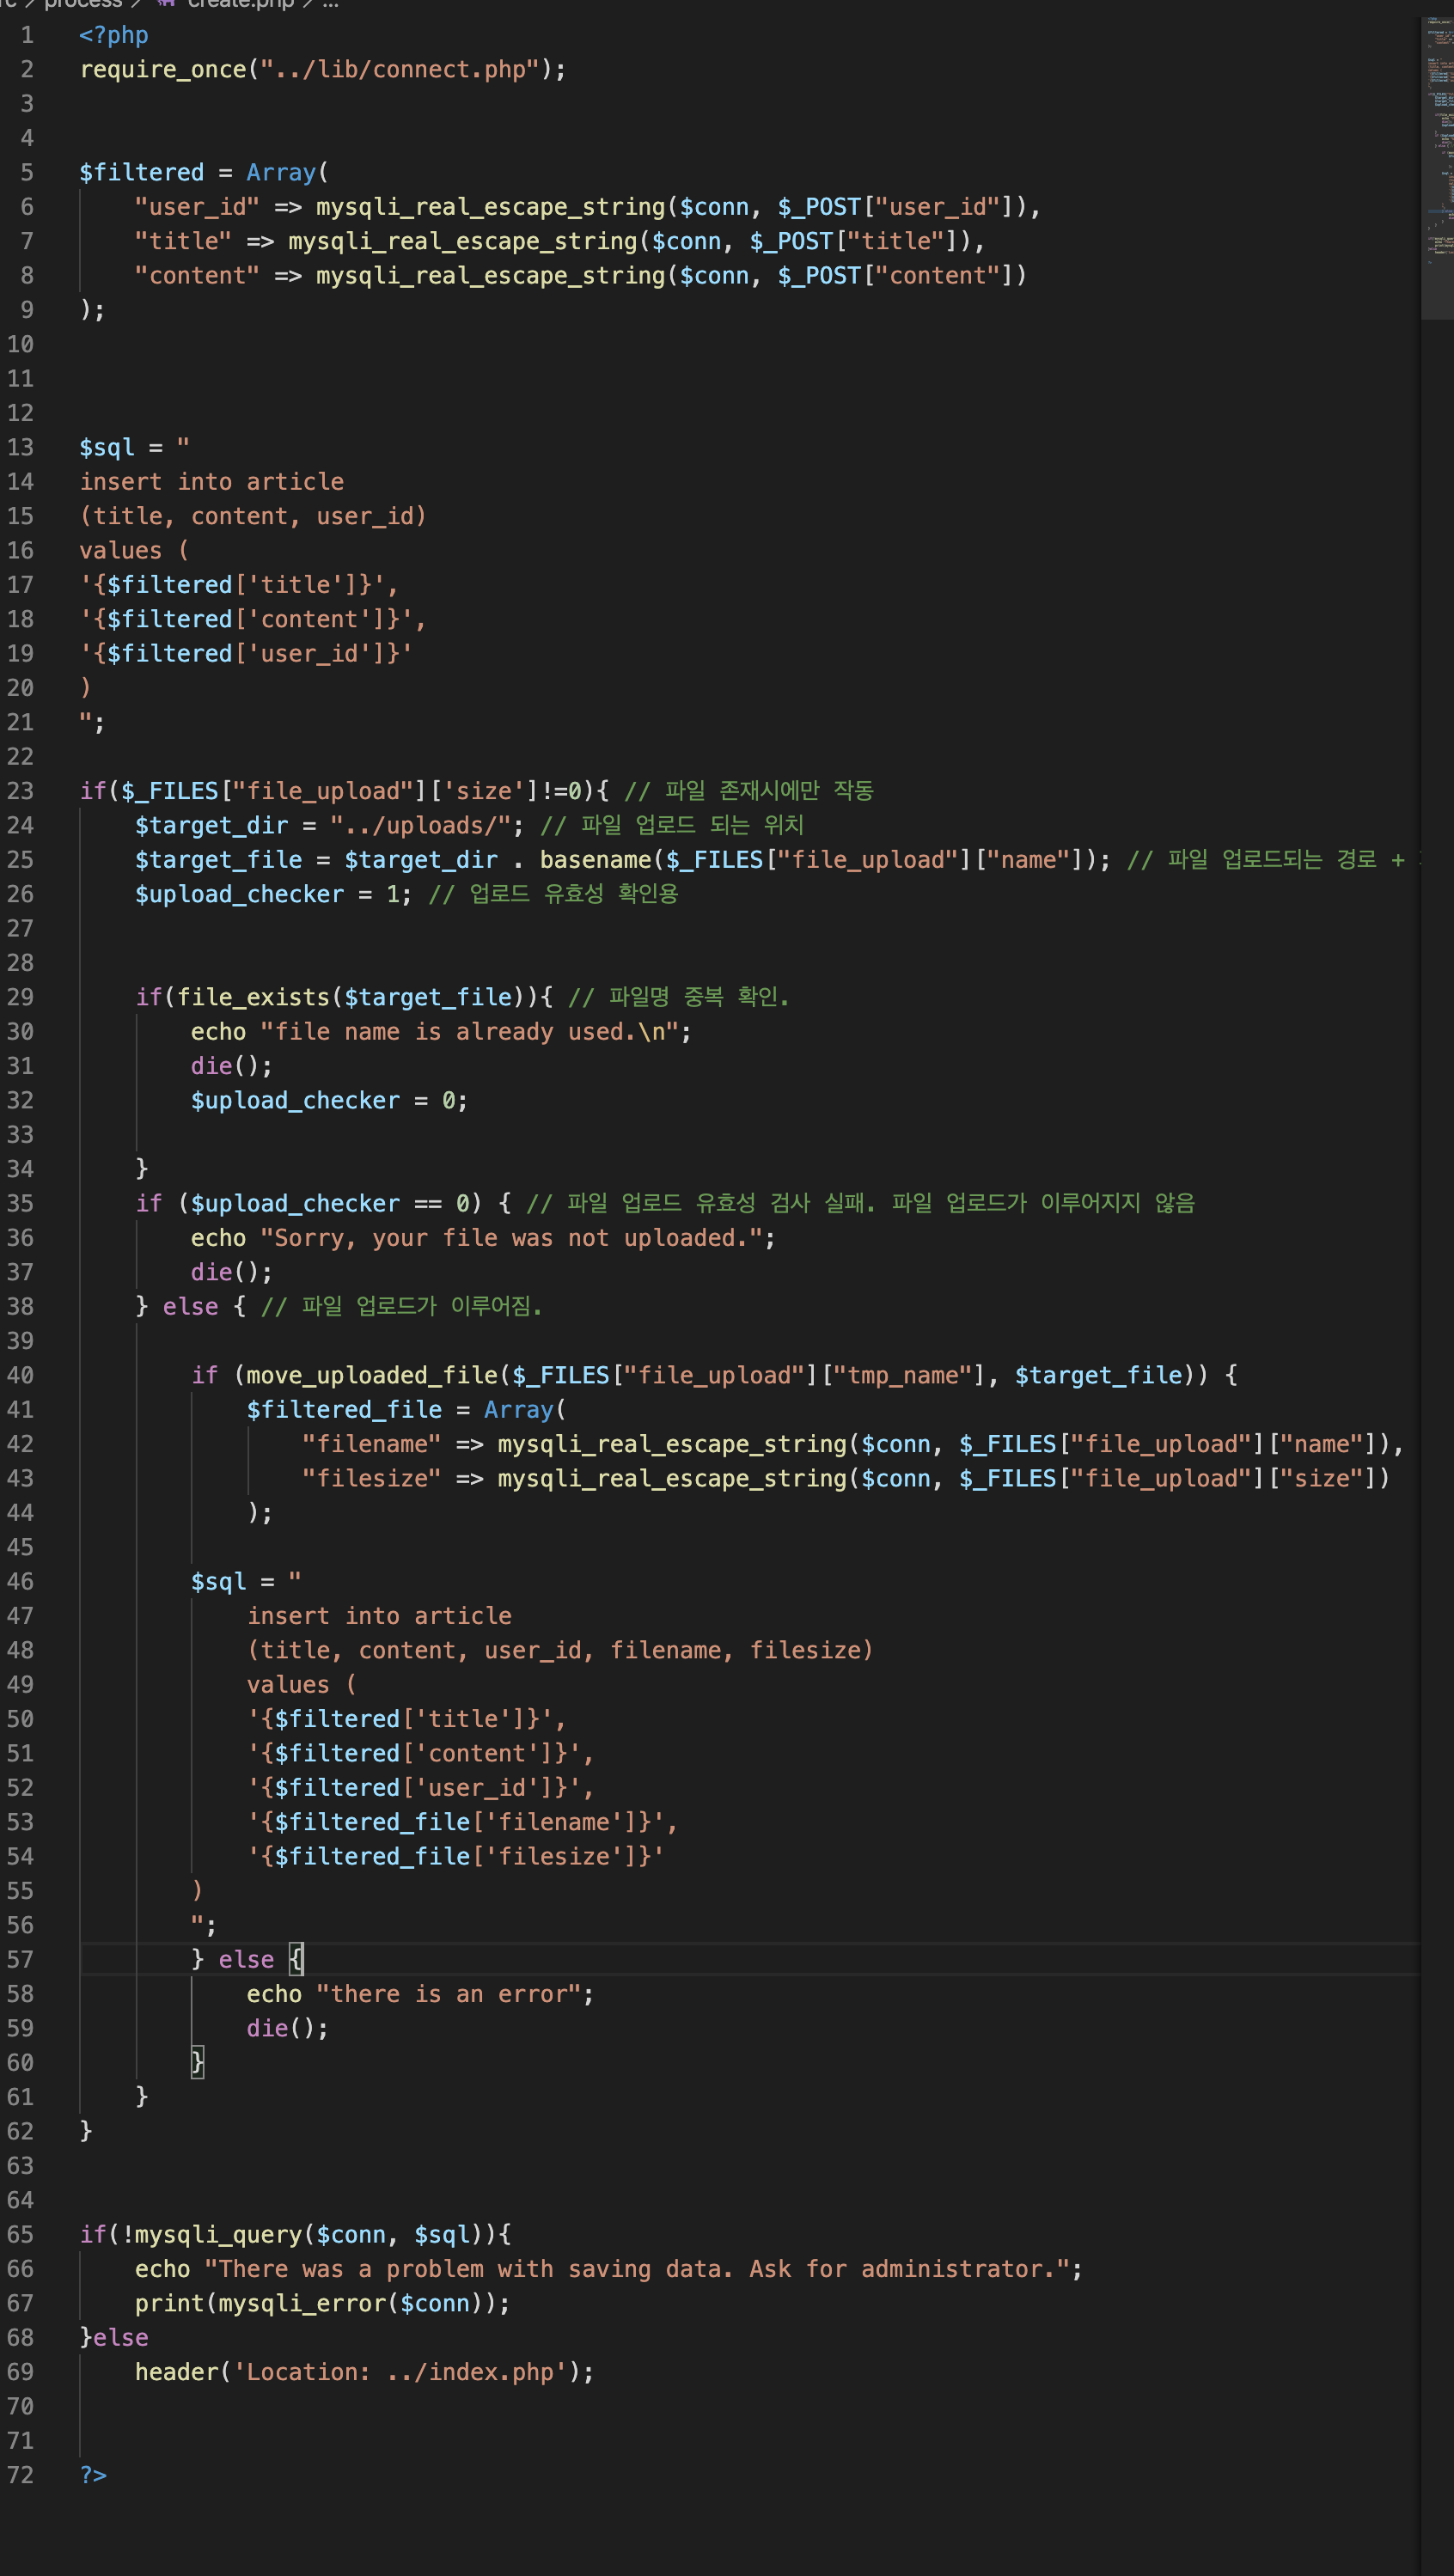 process / create.php / ...
1 <?php
2 require_once("../lib/connect.php");
3
4
5 $filtered = Array(
6     "user_id" => mysqli_real_escape_string($conn, $_POST["user_id"]),
7     "title" => mysqli_real_escape_string($conn, $_POST["title"]),
8     "content" => mysqli_real_escape_string($conn, $_POST["content"])
9 );
10
11
12
13 $sql = "
14 insert into article
15 (title, content, user_id)
16 values (
17 '{$filtered['title']}',
18 '{$filtered['content']}',
19 '{$filtered['user_id']}'
20 )
21 ";
22
23 if($_FILES["file_upload"]['size']!=0){ // 파일 존재시에만 작동
24     $target_dir = "../uploads/"; // 파일 업로드 되는 위치
25     $target_file = $target_dir . basename($_FILES["file_upload"]["name"]); // 파일 업로드되는 경로 +
26     $upload_checker = 1; // 업로드 유효성 확인용
27
28
29     if(file_exists($target_file)){ // 파일명 중복 확인.
30         echo "file name is already used.\n";
31         die();
32         $upload_checker = 0;
33
34     }
35     if ($upload_checker == 0) { // 파일 업로드 유효성 검사 실패. 파일 업로드가 이루어지지 않음
36         echo "Sorry, your file was not uploaded.";
37         die();
38     } else { // 파일 업로드가 이루어짐.
39
40         if (move_uploaded_file($_FILES["file_upload"]["tmp_name"], $target_file)) {
41             $filtered_file = Array(
42                 "filename" => mysqli_real_escape_string($conn, $_FILES["file_upload"]["name"]),
43                 "filesize" => mysqli_real_escape_string($conn, $_FILES["file_upload"]["size"])
44             );
45
46         $sql = "
47             insert into article
48             (title, content, user_id, filename, filesize)
49             values (
50             '{$filtered['title']}',
51             '{$filtered['content']}',
52             '{$filtered['user_id']}',
53             '{$filtered_file['filename']}',
54             '{$filtered_file['filesize']}'
55         )
56         ";
57         } else {
58             echo "there is an error";
59             die();
60         }
61     }
62 }
63
64
65 if(!mysqli_query($conn, $sql)){
66     echo "There was a problem with saving data. Ask for administrator.";
67     print(mysqli_error($conn));
68 }else
69     header('Location: ../index.php');
70
71
72 ?>